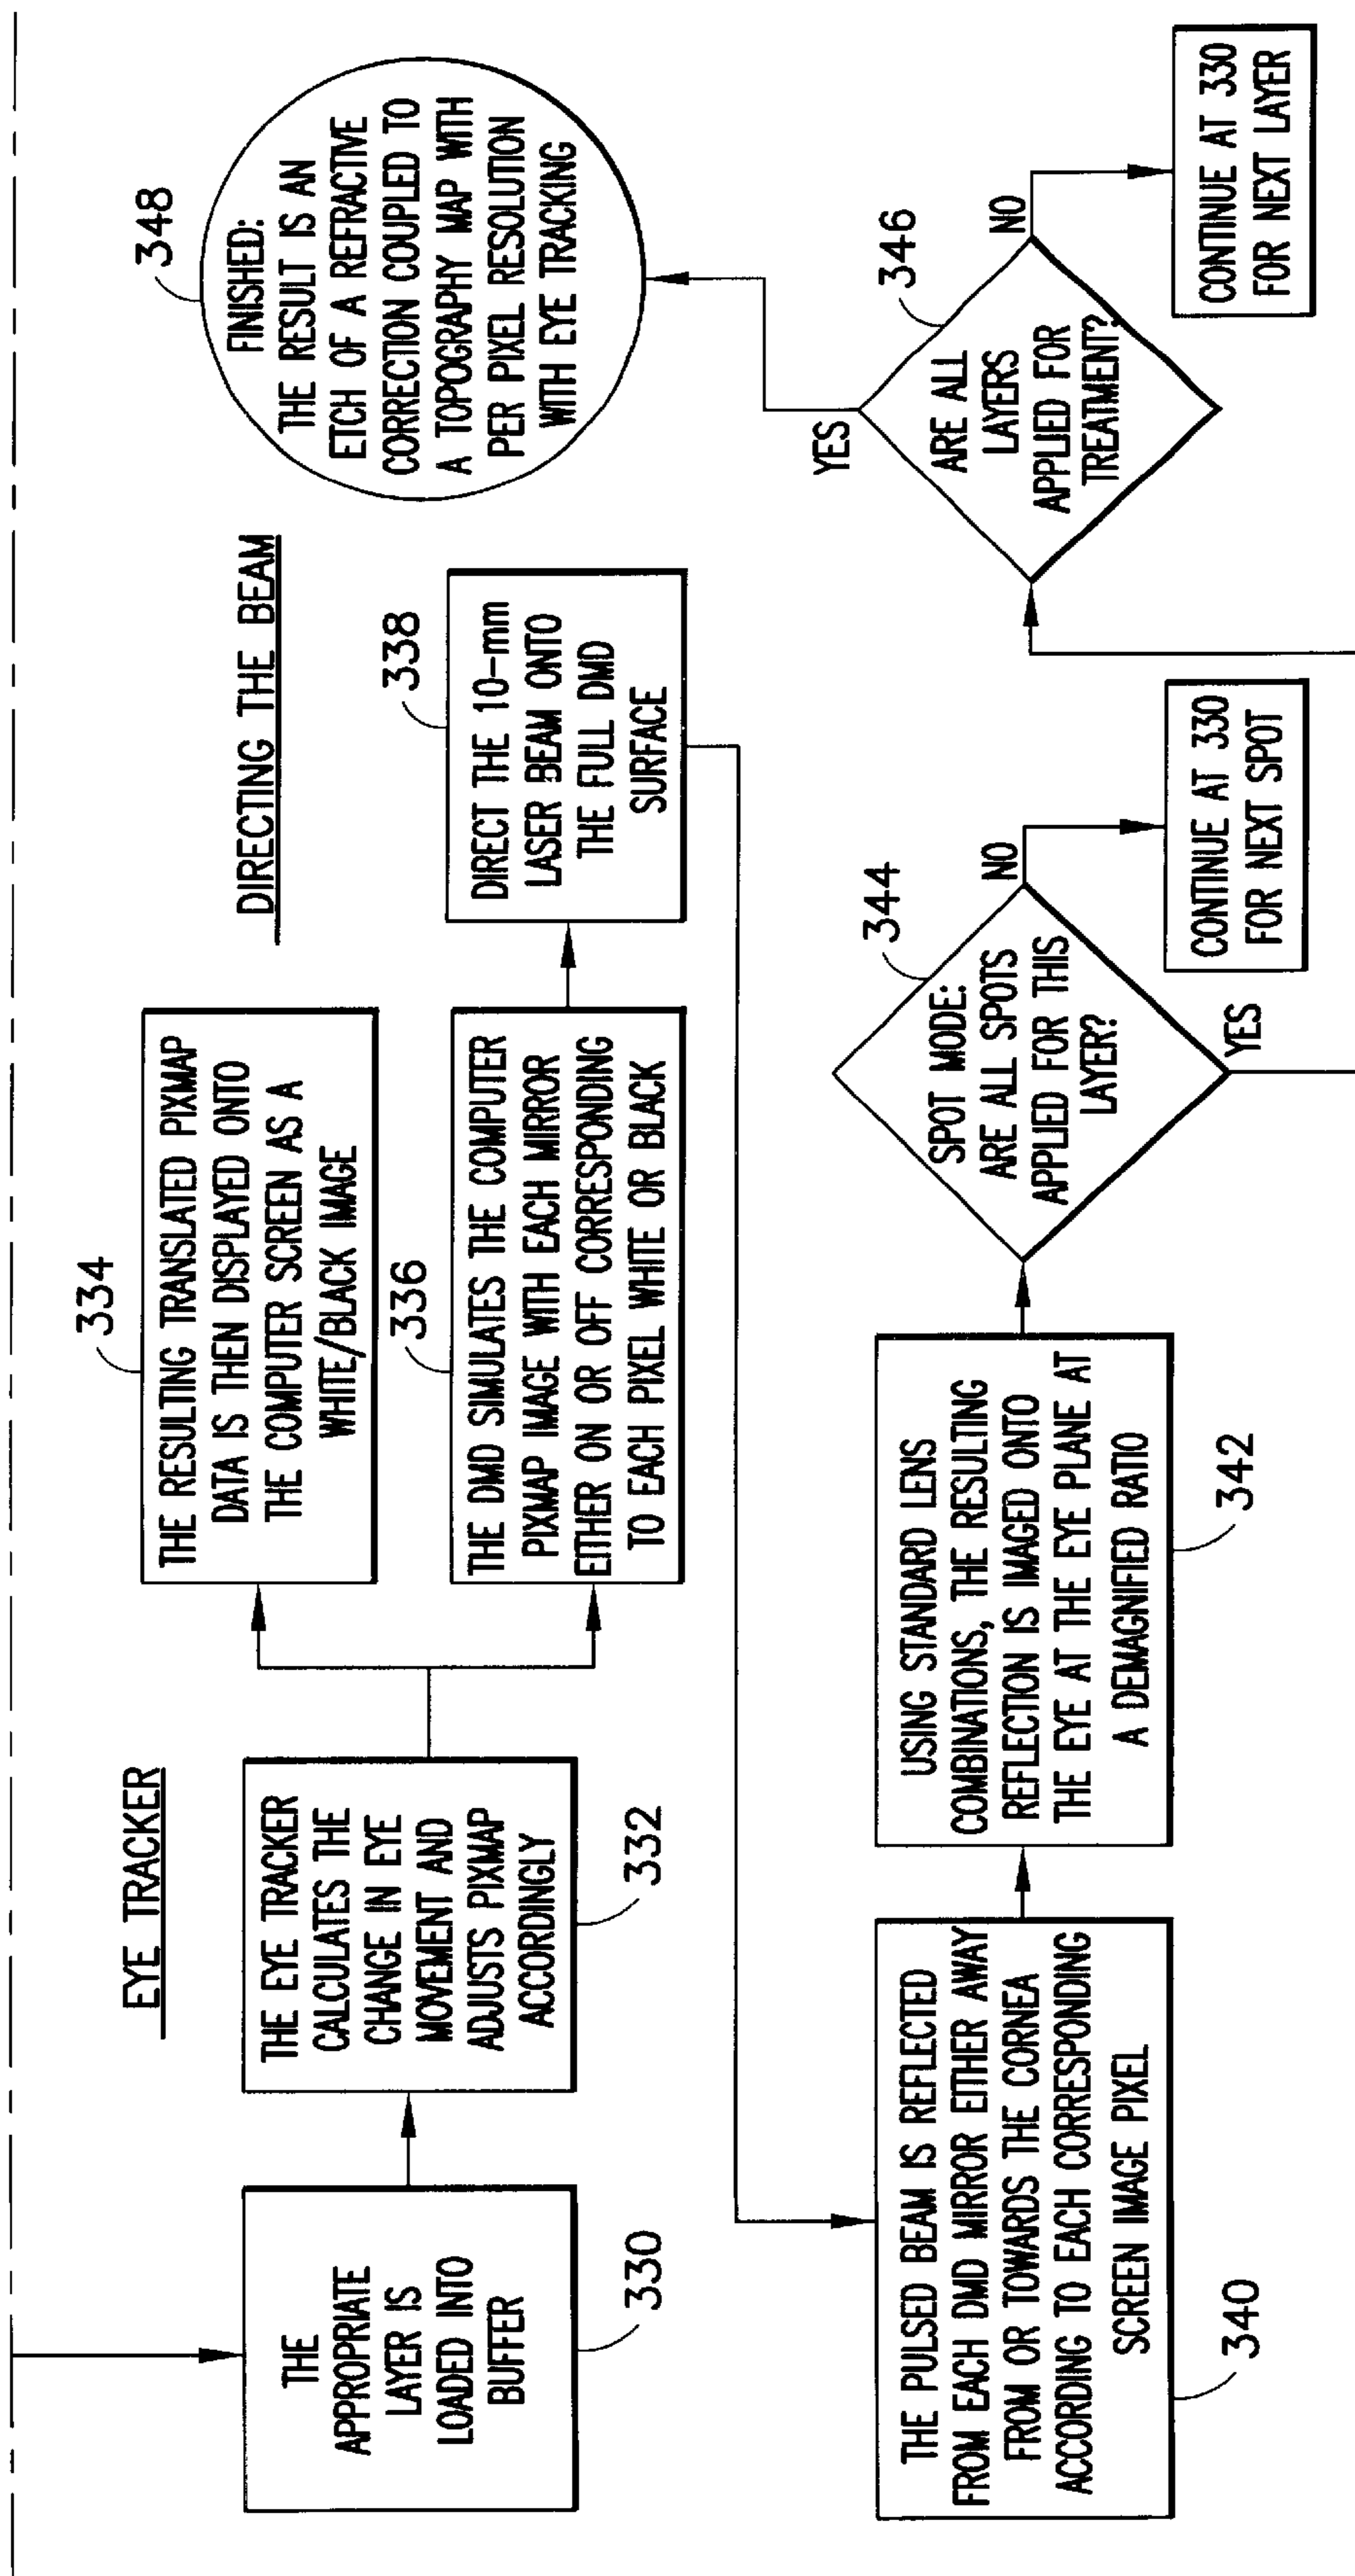 EYE TRACKER
THE
APPROPRIATE
LAYER IS
LOADED INTO
BUFFER
330
THE EYE TRACKER
CALCULATES THE
CHANGE IN EYE
MOVEMENT AND
ADJUSTS PIXMAP
ACCORDINGLY
332
334
THE RESULTING TRANSLATED PIXMAP
DATA IS THEN DISPLAYED ONTO
THE COMPUTER SCREEN AS A
WHITE/BLACK IMAGE
336
THE DMD SIMULATES THE COMPUTER
PIXMAP IMAGE WITH EACH MIRROR
EITHER ON OR OFF CORRESPONDING
TO EACH PIXEL WHITE OR BLACK
DIRECTING THE BEAM
338
DIRECT THE 10-mm
LASER BEAM ONTO
THE FULL DMD
SURFACE
THE PULSED BEAM IS REFLECTED
FROM EACH DMD MIRROR EITHER AWAY
FROM OR TOWARDS THE CORNEA
ACCORDING TO EACH CORRESPONDING
SCREEN IMAGE PIXEL
340
USING STANDARD LENS
COMBINATIONS, THE RESULTING
REFLECTION IS IMAGED ONTO
THE EYE AT THE EYE PLANE AT
A DEMAGNIFIED RATIO
342
344
SPOT MODE:
ARE ALL SPOTS
APPLIED FOR THIS
LAYER?
NO
YES
CONTINUE AT 330
FOR NEXT SPOT
346
ARE ALL
LAYERS
APPLIED FOR
TREATMENT?
YES
NO
CONTINUE AT 330
FOR NEXT LAYER
348
FINISHED:
THE RESULT IS AN
ETCH OF A REFRACTIVE
CORRECTION COUPLED TO
A TOPOGRAPHY MAP WITH
PER PIXEL RESOLUTION
WITH EYE TRACKING